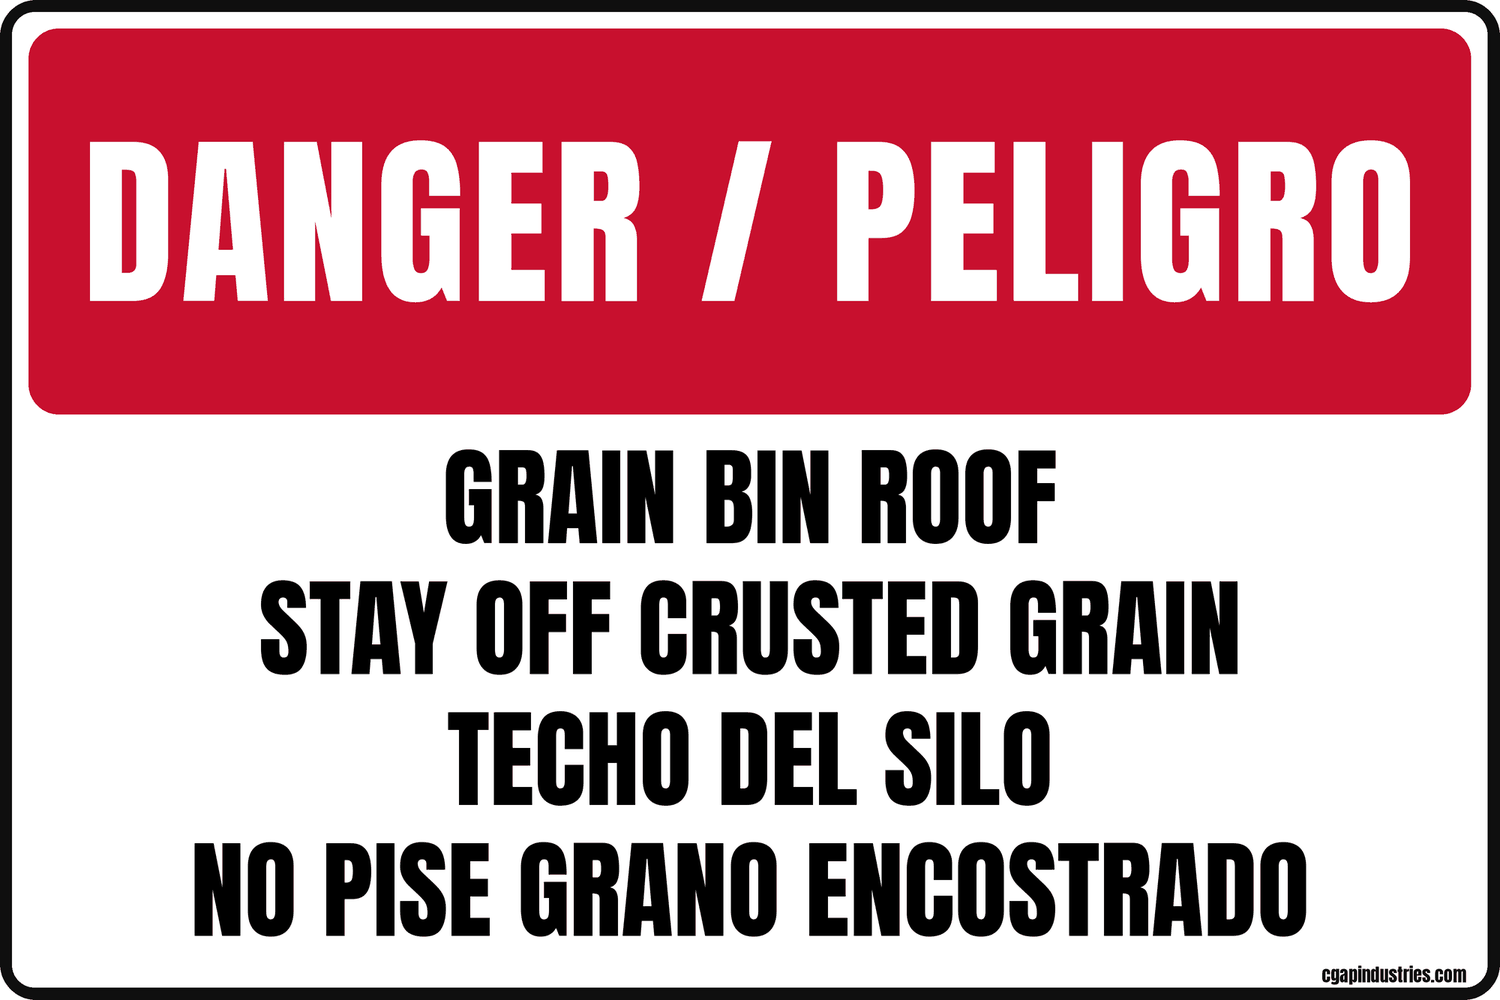 DANGER / PELIGRO
GRAIN BIN ROOF
STAY OFF CRUSTED GRAIN
TECHO DEL SILO
NO PISE GRANO ENCOSTRADO
cgapindustries.com